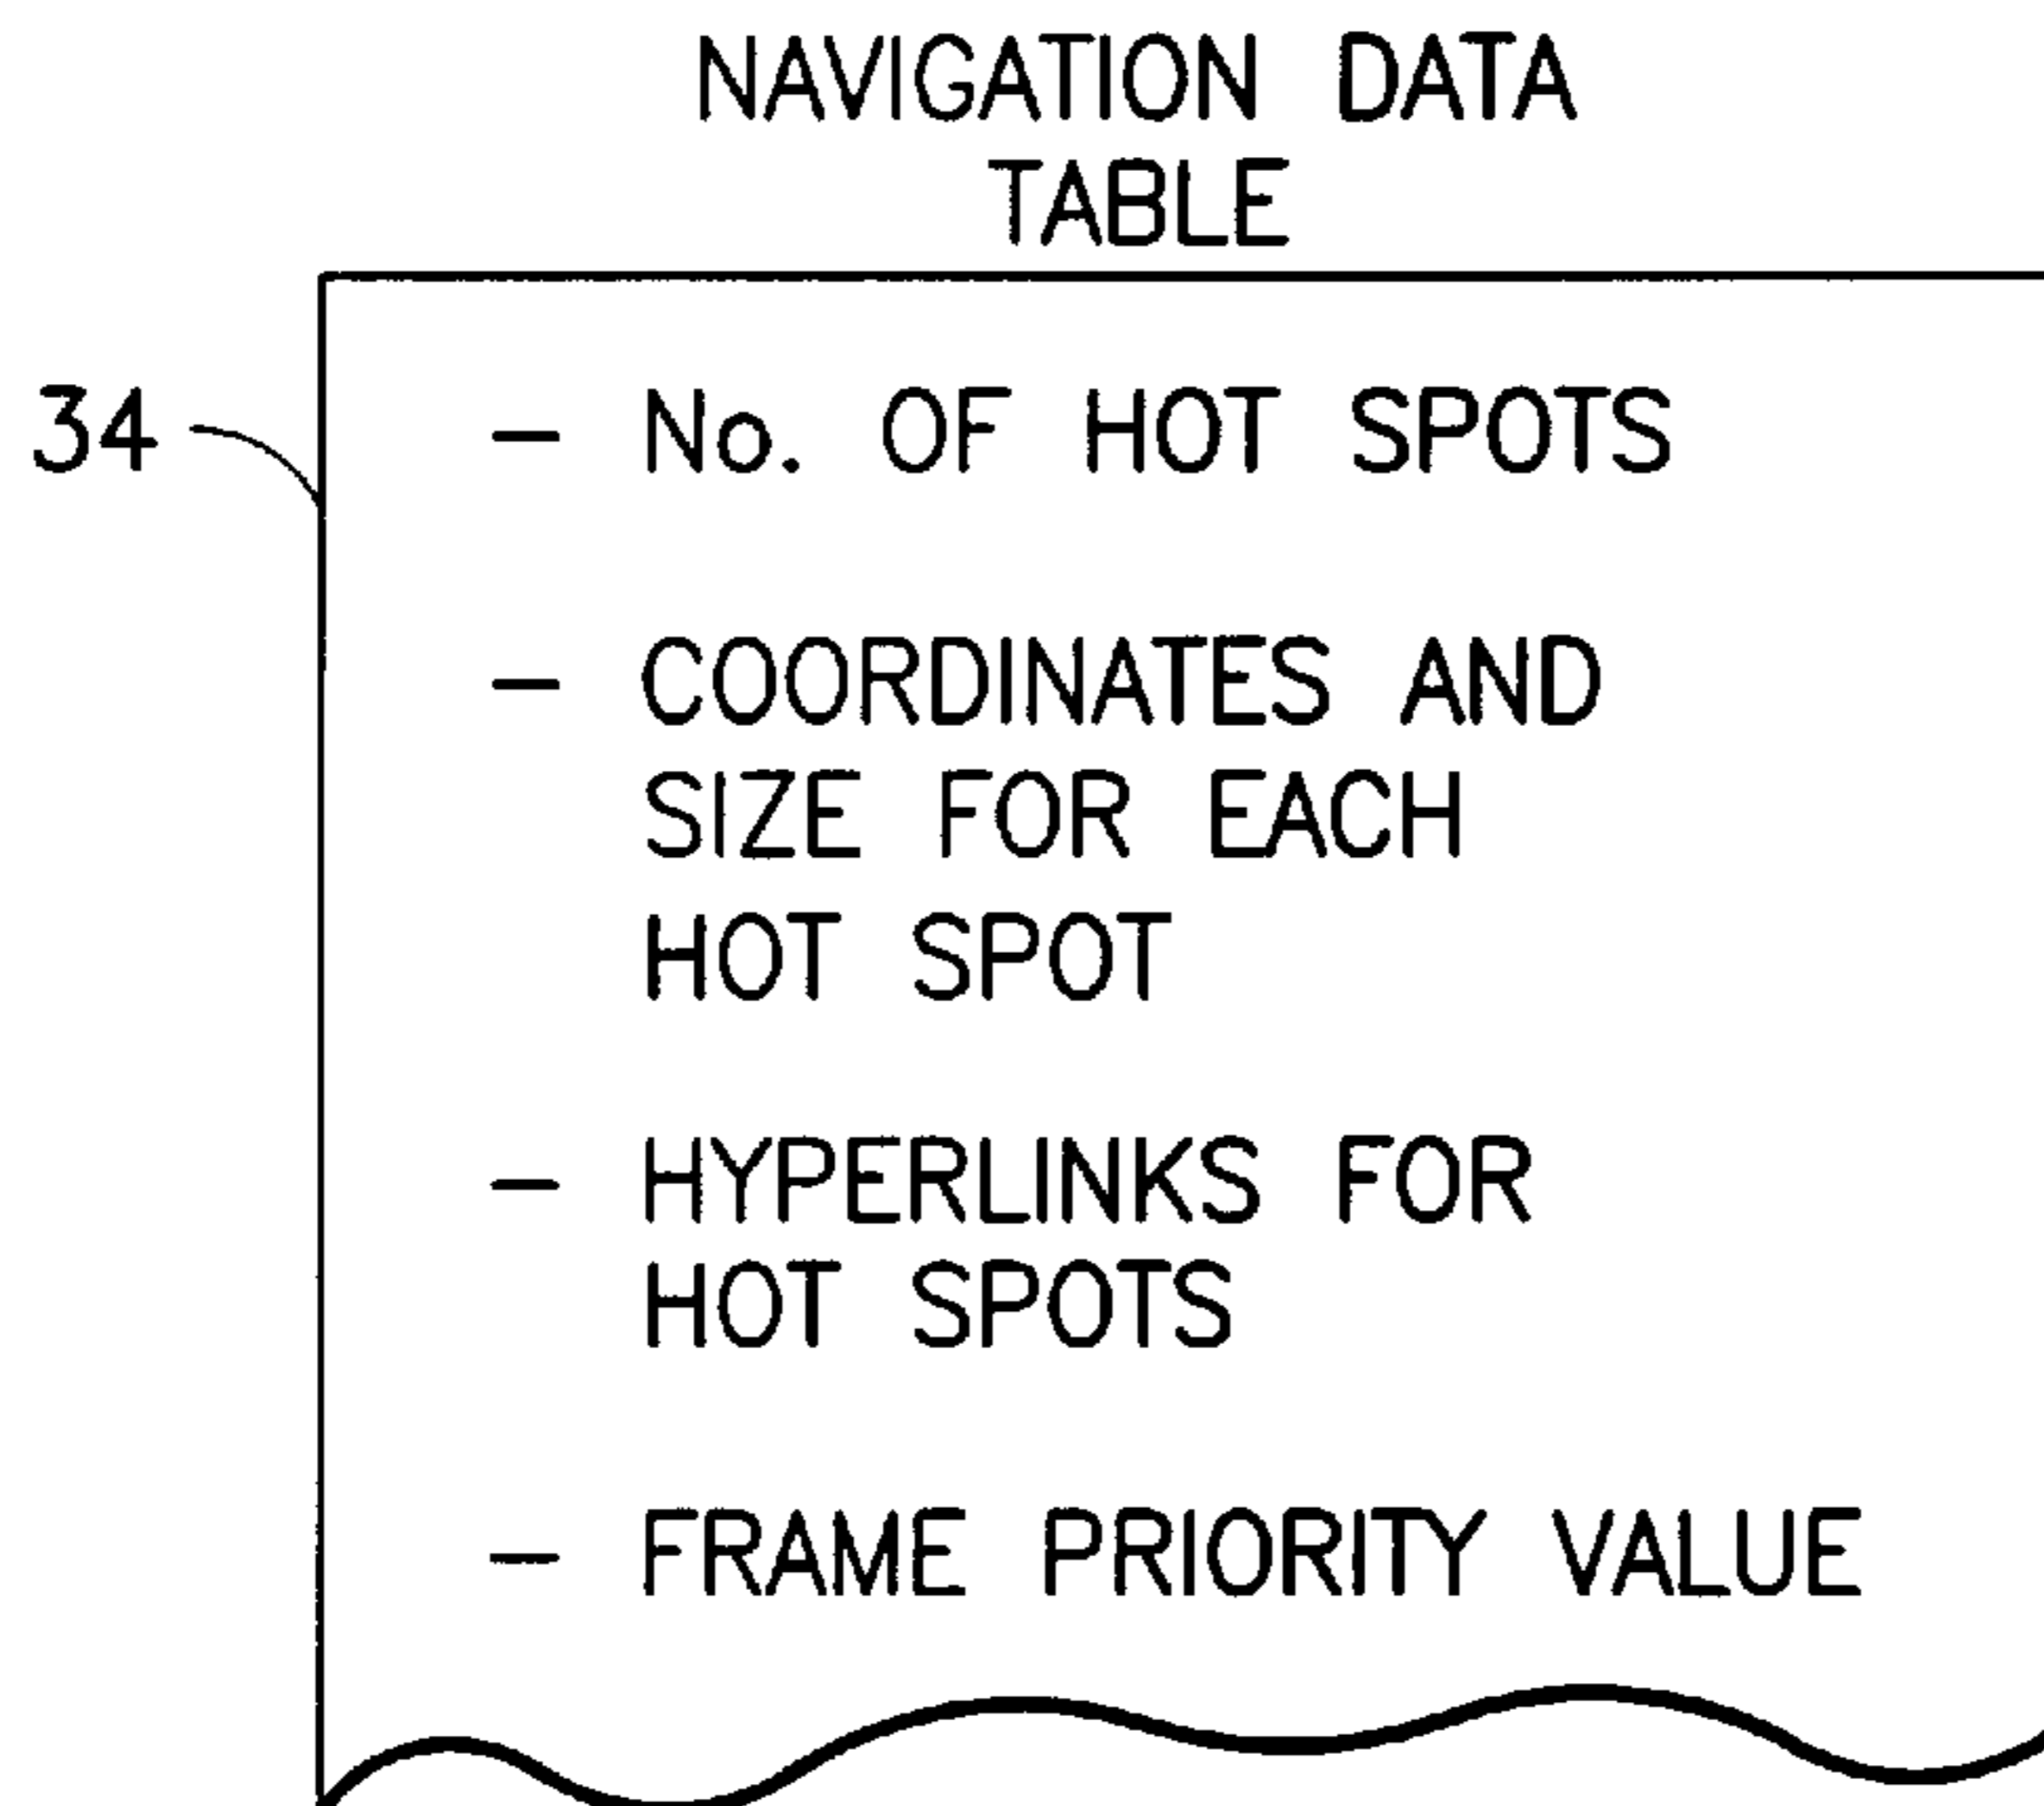 NAVIGATION DATA
TABLE
34
- No. OF HOT SPOTS
- COORDINATES AND
SIZE FOR EACH
HOT SPOT
- HYPERLINKS FOR
HOT SPOTS
- FRAME PRIORITY VALUE